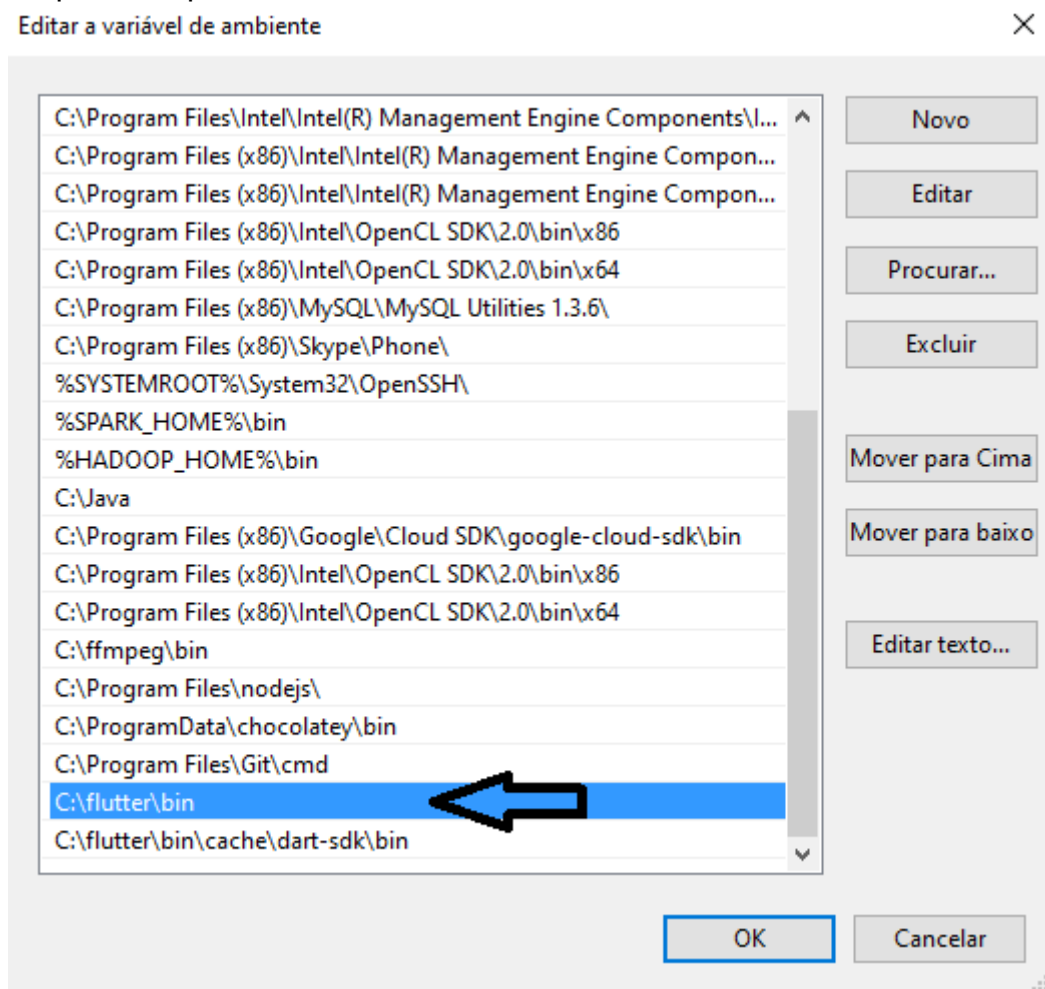 Editar a variável de ambiente
C:\Program Files\Intel\Intel(R) Management Engine Components\I...
C:\Program Files (x86)\Intel\Intel(R) Management Engine Compon...
C:\Program Files (x86)\Intel\Intel(R) Management Engine Compon...
C:\Program Files (x86)\Intel\OpenCL SDK\2.0\bin\x86
C:\Program Files (x86)\Intel\OpenCL SDK\2.0\bin\x64
C:\Program Files (x86)\MySQL\MySQL Utilities 1.3.6\
C:\Program Files (x86)\Skype\Phone\
%SYSTEMROOT%\System32\OpenSSH\
%SPARK_HOME%\bin
%HADOOP_HOME%\bin
C:\Java
C:\Program Files (x86)\Google\Cloud SDK\google-cloud-sdk\bin
C:\Program Files (x86)\Intel\OpenCL SDK\2.0\bin\x86
C:\Program Files (x86)\Intel\OpenCL SDK\2.0\bin\x64
C:\ffmpeg\bin
C:\Program Files\nodejs\
C:\ProgramData\chocolatey\bin
C:\Program Files\Git\cmd
C:\flutter\bin
C:\flutter\bin\cache\dart-sdk\bin
Novo
Editar
Procurar...
Excluir
Mover para Cima
Mover para baixo
Editar texto...
OK
Cancelar